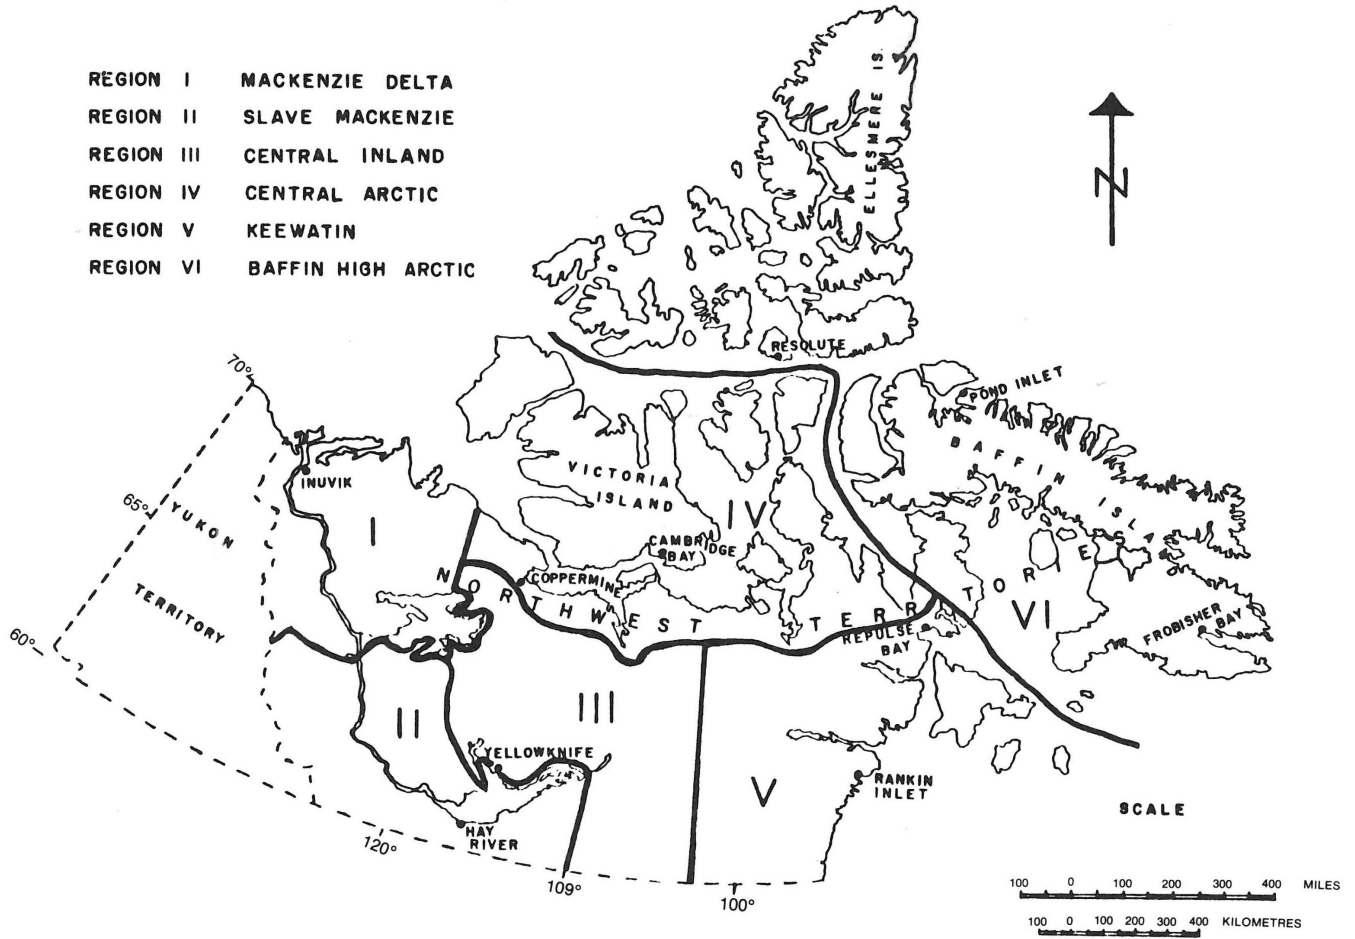 REGION I MACKENZIE DELTA
REGION II SLAVE MACKENZIE
REGION III CENTRAL INLAND
REGION IV CENTRAL ARCTIC
REGION V KEEWATIN
REGION VI BAFFIN HIGH ARCTIC
ELLESMERE IS.
N
RESOLUTE
70°
POND INLET
BAFFIN ISL
INUVIK
VICTORIA
ISLAND
65°
YUKON
TERRITORY
I
IV
CAMBRIDGE
BAY
COPPERMINE
NORTHWEST TERRITORIES
VI
REPULSE
BAY
FROBISHER
BAY
60°
II
III
YELLOWKNIFE
V
RANKIN
INLET
HAY
RIVER
120°
109°
100°
SCALE
100 0 100 200 300 400 MILES
100 0 100 200 300 400 KILOMETRES